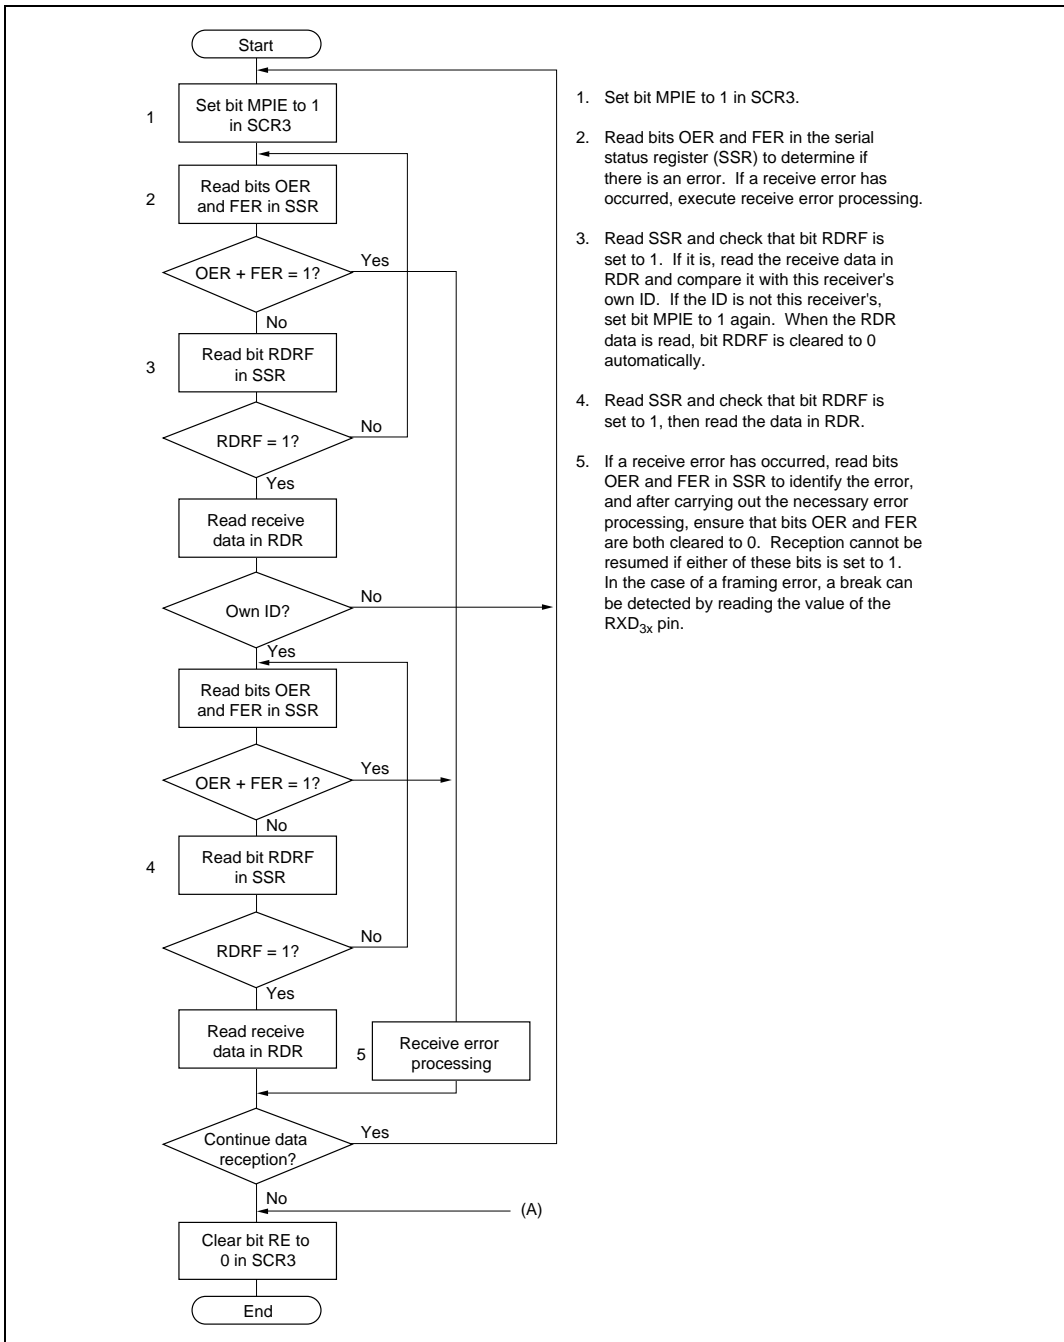 Start
1
Set bit MPIE to 1
in SCR3
2
Read bits OER
and FER in SSR
OER + FER = 1?
Yes
No
3
Read bit RDRF
in SSR
RDRF = 1?
No
Yes
Read receive
data in RDR
Own ID?
No
Yes
Read bits OER
and FER in SSR
OER + FER = 1?
Yes
No
4
Read bit RDRF
in SSR
RDRF = 1?
No
Yes
Read receive
data in RDR
5
Receive error
processing
Continue data
reception?
Yes
No
(A)
Clear bit RE to
0 in SCR3
End
1. Set bit MPIE to 1 in SCR3.
2. Read bits OER and FER in the serial
status register (SSR) to determine if
there is an error. If a receive error has
occurred, execute receive error processing.
3. Read SSR and check that bit RDRF is
set to 1. If it is, read the receive data in
RDR and compare it with this receiver's
own ID. If the ID is not this receiver's,
set bit MPIE to 1 again. When the RDR
data is read, bit RDRF is cleared to 0
automatically.
4. Read SSR and check that bit RDRF is
set to 1, then read the data in RDR.
5. If a receive error has occurred, read bits
OER and FER in SSR to identify the error,
and after carrying out the necessary error
processing, ensure that bits OER and FER
are both cleared to 0. Reception cannot be
resumed if either of these bits is set to 1.
In the case of a framing error, a break can
be detected by reading the value of the
RXD3x pin.